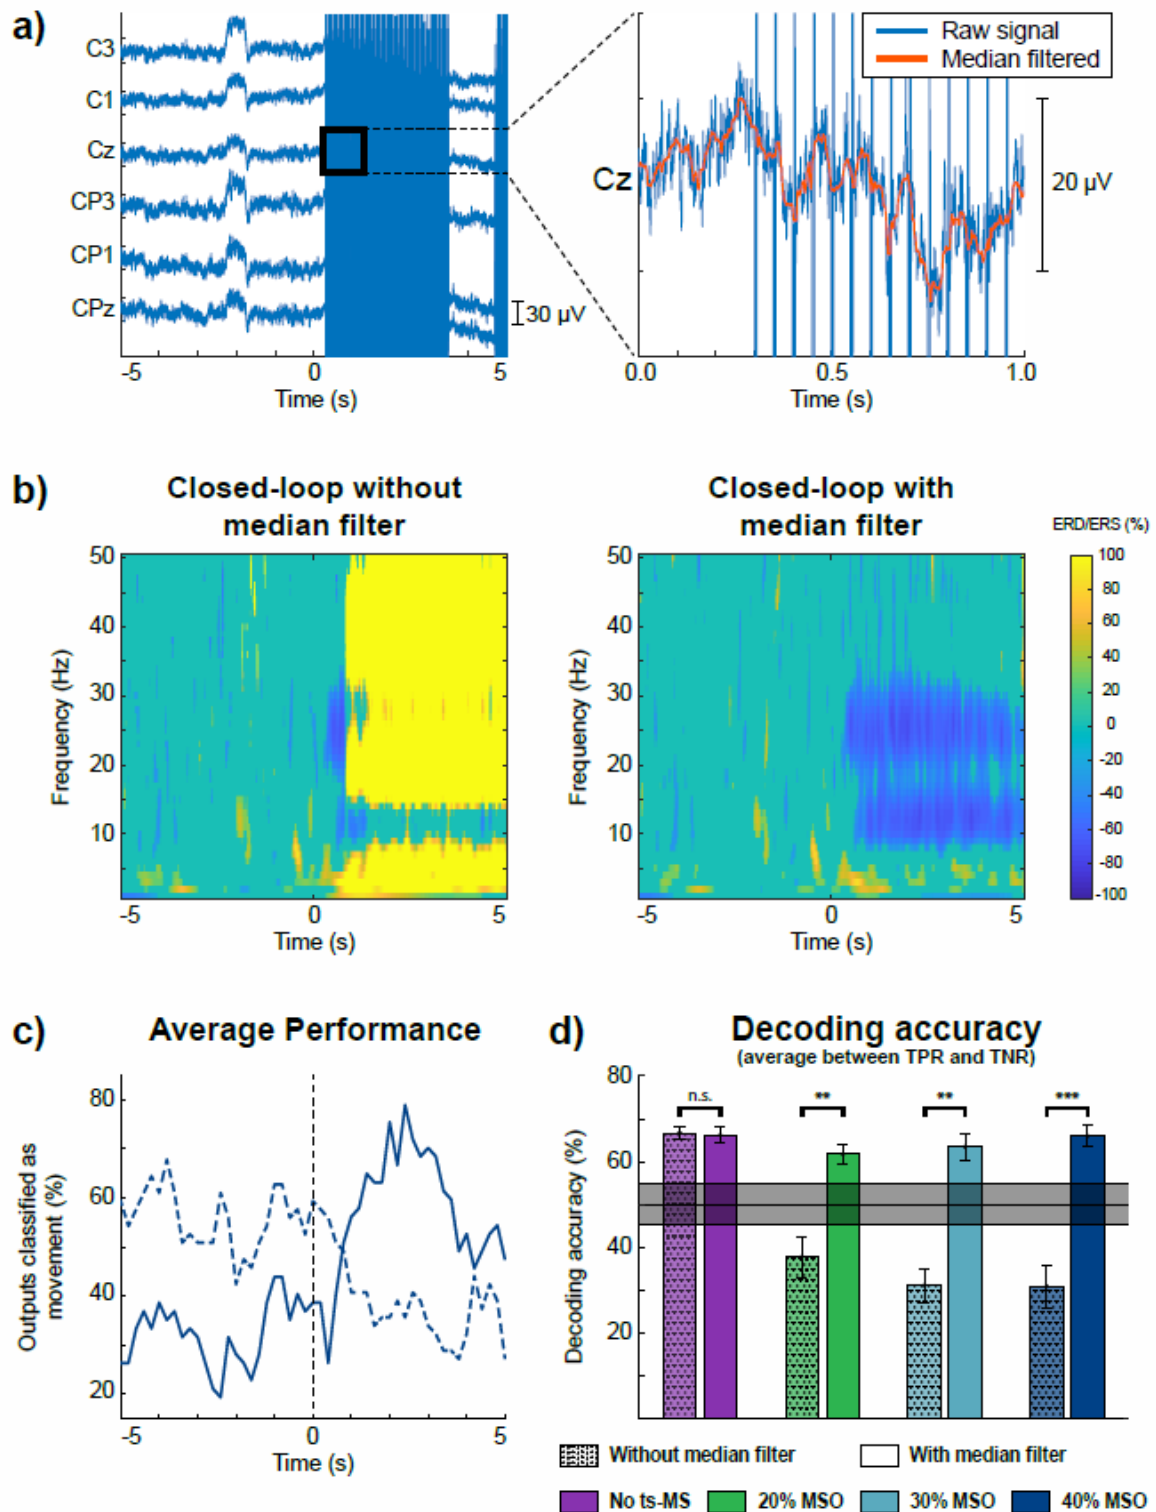 a)
C3
C1
Cz
CP3
CP1
CPz
30 µV
-5
0
5
Time (s)
Raw signal
Median filtered
Cz
20 µV
0.0
0.5
1.0
Time (s)
b)
Closed-loop without
median filter
Closed-loop with
median filter
ERD/ERS (%)
50
40
30
20
10
Frequency (Hz)
-5
0
5
Time (s)
50
40
30
20
10
Frequency (Hz)
-5
0
5
Time (s)
100
80
60
40
20
0
-20
-40
-60
-80
-100
c)
Average Performance
80
60
40
20
Outputs classified as
movement (%)
-5
0
5
Time (s)
d)
Decoding accuracy
(average between TPR and TNR)
80
60
40
20
Decoding accuracy (%)
n.s.
**
**
***
Without median filter
With median filter
No ts-MS
20% MSO
30% MSO
40% MSO